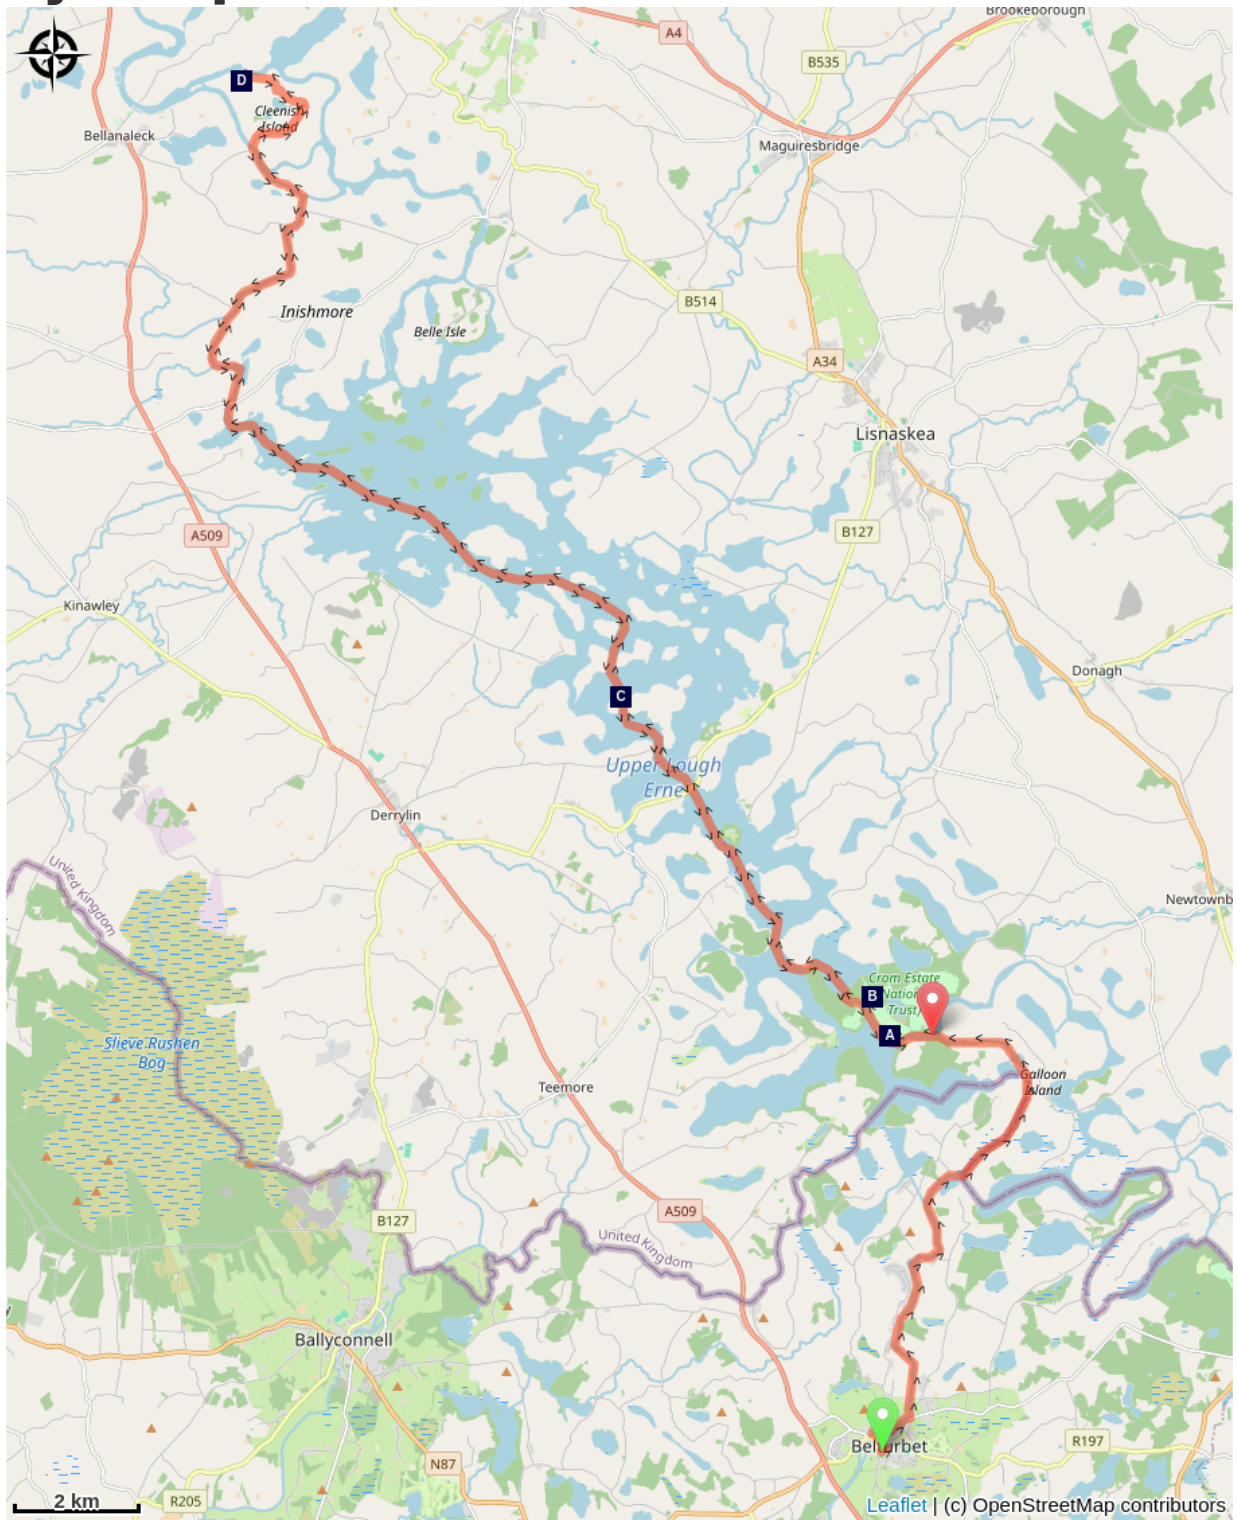 Brookeborough
A4
B535
D
Cleenish
Island
Bellanaleck
Maguiresbridge
B514
Inishmore
Belle Isle
A34
Lisnaskea
A509
B127
Kinawley
Donagh
C
Upper Lough
Erne
Derrylin
United Kingdom
Newtownb
Crom Estate
Nation
Trust
B
A
Slieve Rushen
Bog
Galloon
Island
Teemore
A509
B127
United Kingdom
y
Ballyconnell
Belturbet
R197
N87
2 km
R205
Leaflet | (c) OpenStreetMap contributors